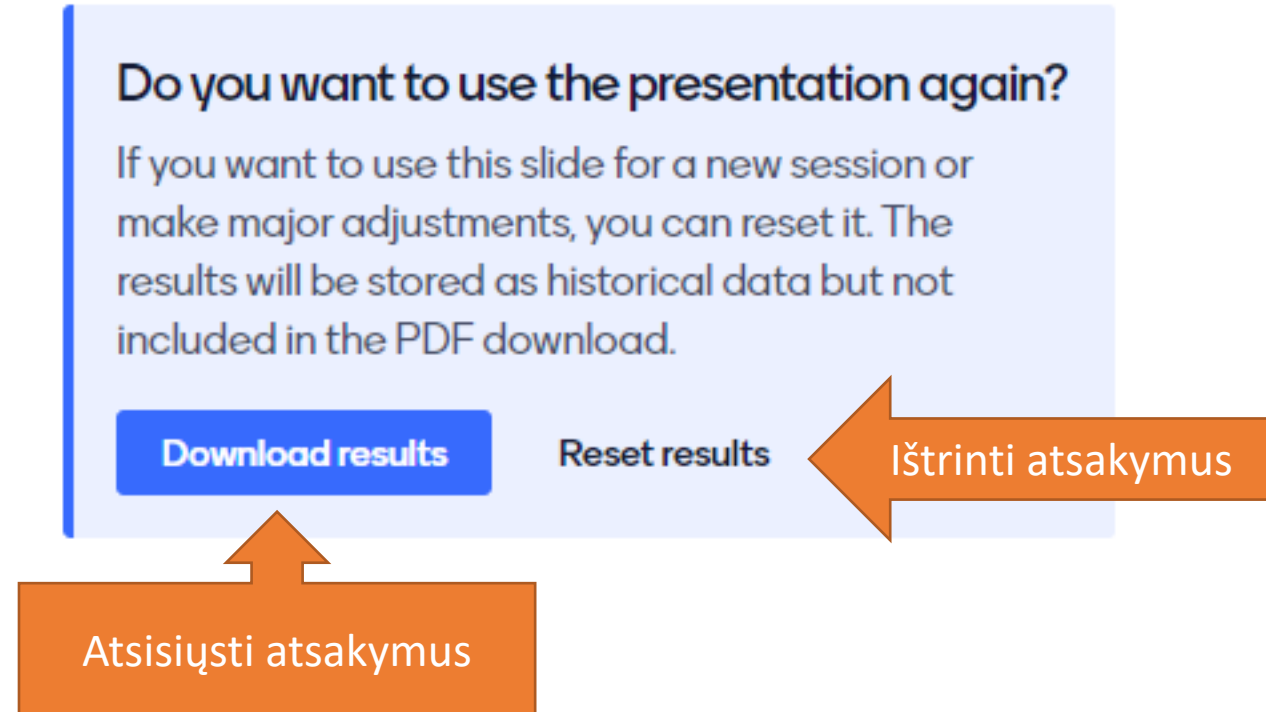 Do you want to use the presentation again?
If you want to use this slide for a new session or
make major adjustments, you can reset it. The
results will be stored as historical data but not
included in the PDF download.
Download results
Reset results
Ištrinti atsakymus
Atsisiųsti atsakymus